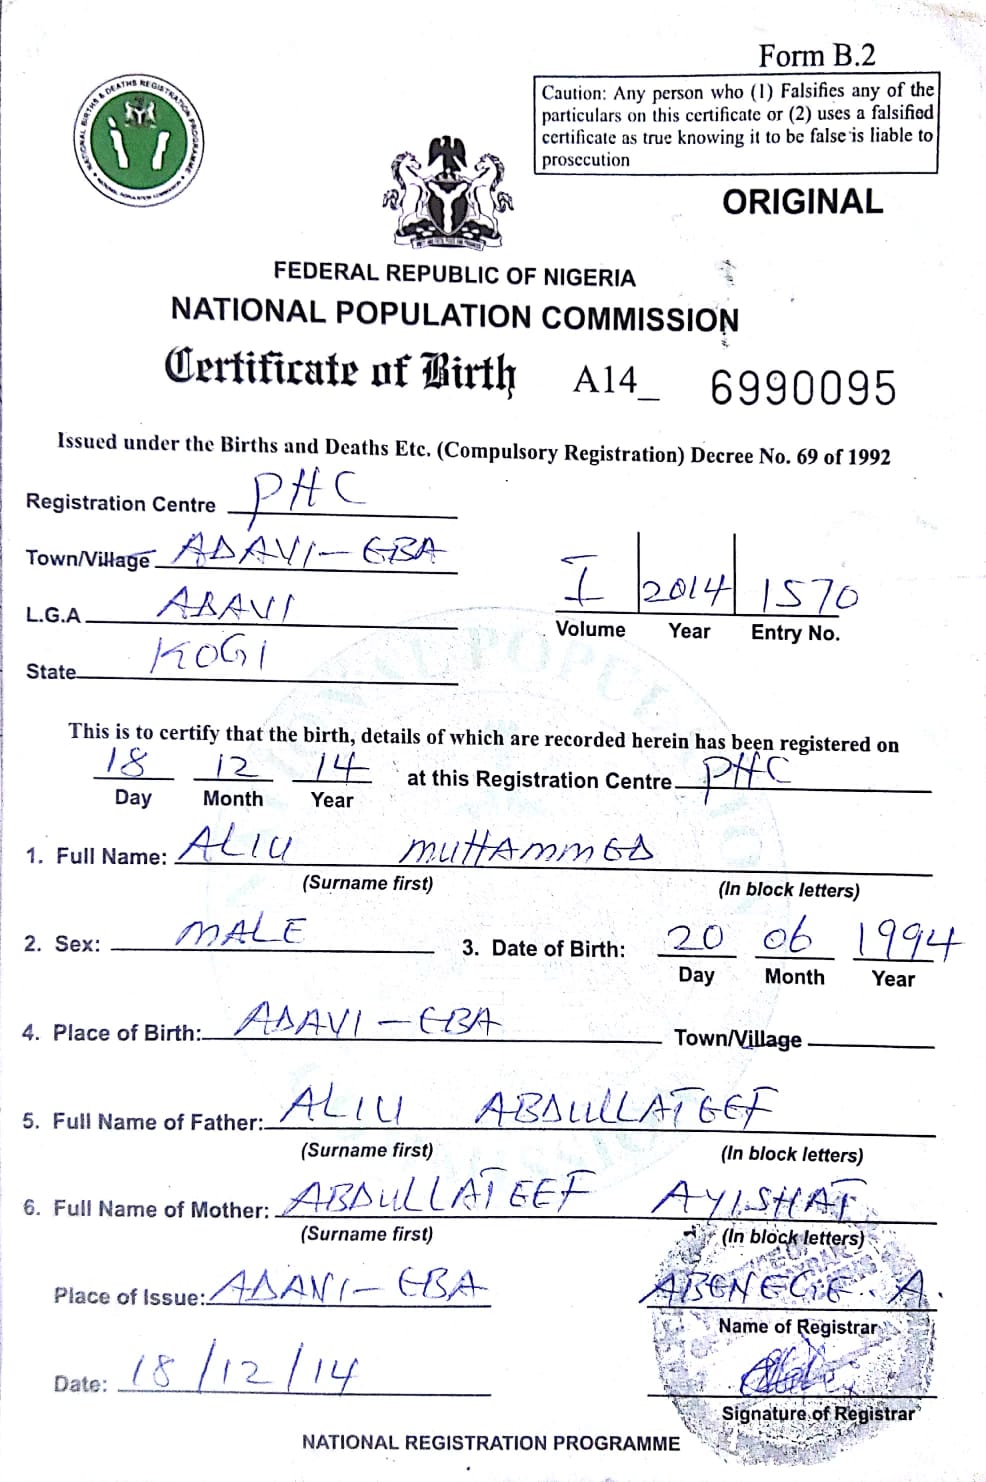 Form B.2
Caution: Any person who (1) Falsifies any of the
particulars on this certificate or (2) uses a falsified
certificate as true knowing it to be false is liable to
prosecution
NATIONAL BIRTHS & DEATHS REGISTRATION PROGRAMME
NATIONAL POPULATION COMMISSION
ORIGINAL
FEDERAL REPUBLIC OF NIGERIA
NATIONAL POPULATION COMMISSION
Certificate of Birth A14_ 6990095
Issued under the Births and Deaths Etc. (Compulsory Registration) Decree No. 69 of 1992
Registration Centre PHC
Town/Village ADAVI-EBA
L.G.A ADAVI
State KOGI
I 2014 1570
Volume Year Entry No.
This is to certify that the birth, details of which are recorded herein has been registered on
18 12 14 at this Registration Centre PHC
Day Month Year
1. Full Name: ALIU MUHAMMED
(Surname first) (In block letters)
2. Sex: MALE 3. Date of Birth: 20 06 1994
Day Month Year
4. Place of Birth: ADAVI-EBA Town/Village
5. Full Name of Father: ALIU ABDULLATEEF
(Surname first) (In block letters)
6. Full Name of Mother: ABDULLATEEF AYISHAT
(Surname first) (In block letters)
Place of Issue: ADAVI-EBA ABENEGE. A.
Name of Registrar
Date: 18/12/14
Signature of Registrar
NATIONAL REGISTRATION PROGRAMME